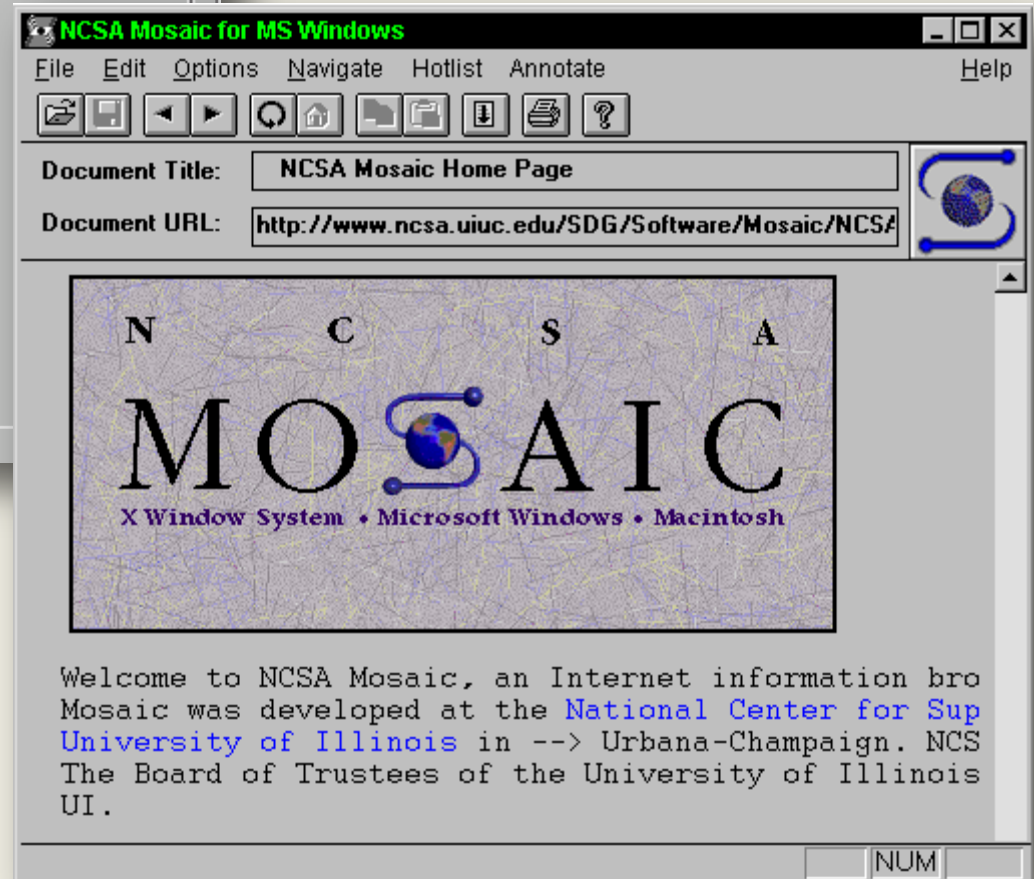 NCSA Mosaic for MS Windows
File Edit Options Navigate Hotlist Annotate Help
Document Title: NCSA Mosaic Home Page
Document URL: http://www.ncsa.uiuc.edu/SDG/Software/Mosaic/NCSA
N C S A
MOSAIC
X Window System • Microsoft Windows • Macintosh
Welcome to NCSA Mosaic, an Internet information bro
Mosaic was developed at the National Center for Sup
University of Illinois in --> Urbana-Champaign. NCS
The Board of Trustees of the University of Illinois
UI.
NUM